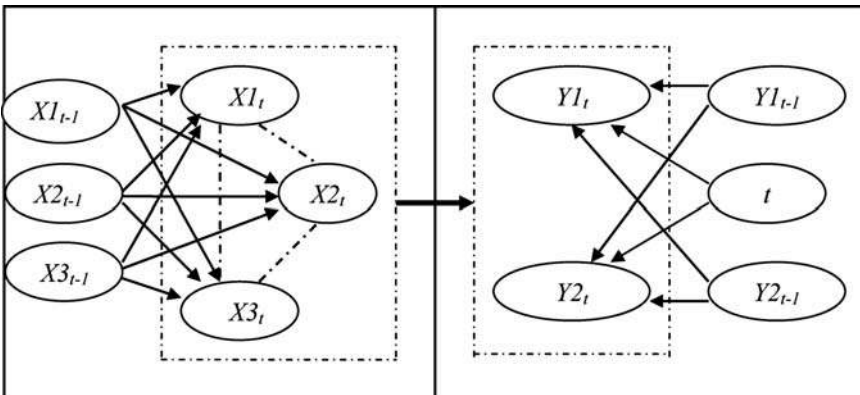 X1ₜ₋₁
X2ₜ₋₁
X3ₜ₋₁
X1ₜ
X2ₜ
X3ₜ
Y1ₜ
Y2ₜ
Y1ₜ₋₁
t
Y2ₜ₋₁